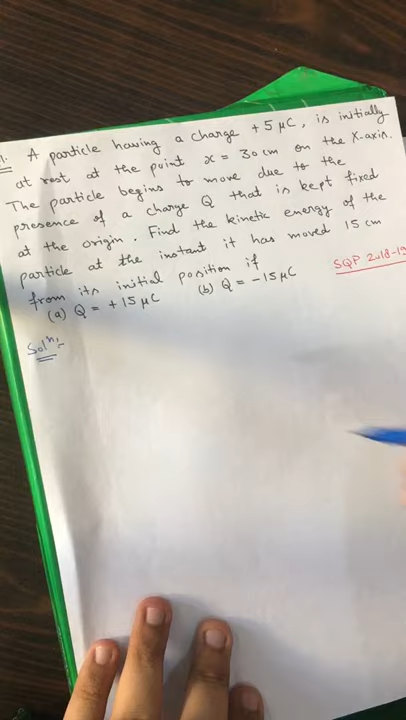 1. A particle having a charge +5 μC, is initially
at rest at the point x = 30 cm on the X-axis.
The particle begins to move due to the
presence of a charge Q that is kept fixed
at the origin. Find the kinetic energy of the
particle at the instant it has moved 15 cm
from its initial position if
(a) Q = +15 μC (b) Q = -15 μC
SQP 2018-19
Solⁿ:-